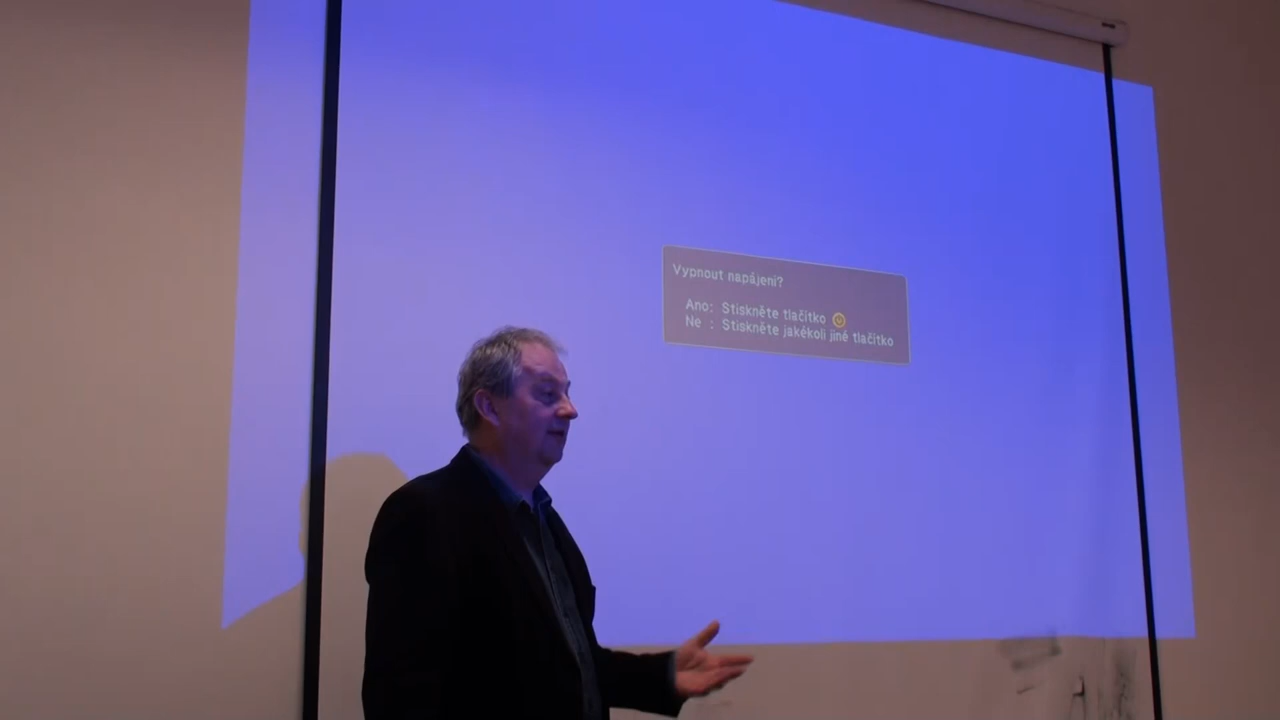 Vypnout napájení?
Ano: Stiskněte tlačítko
Ne : Stiskněte jakékoli jiné tlačítko